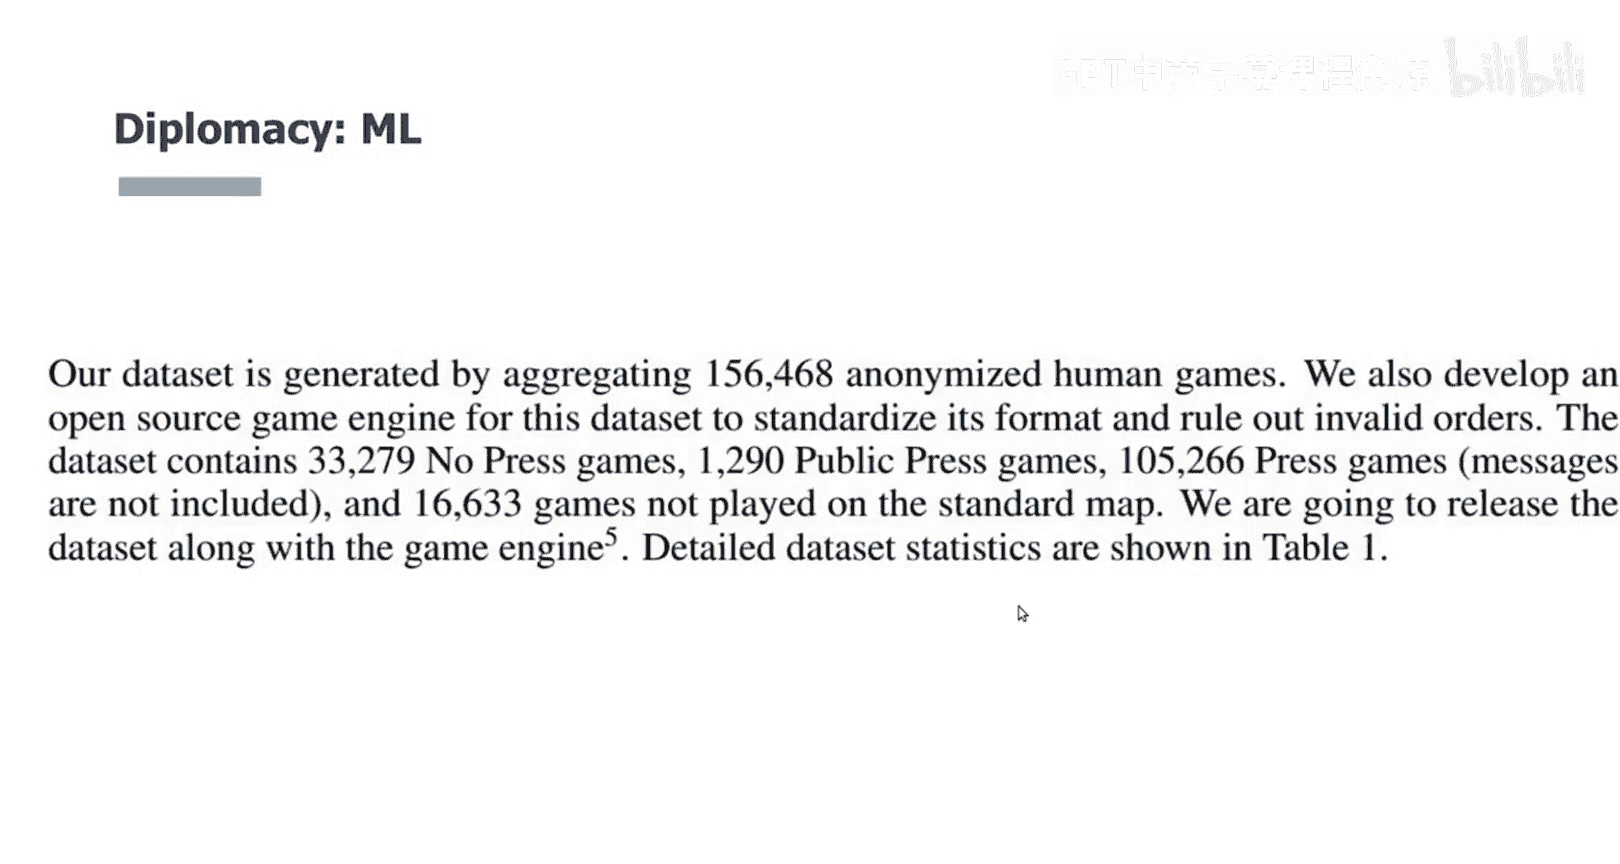 bilibili
Diplomacy: ML
Our dataset is generated by aggregating 156,468 anonymized human games. We also develop an
open source game engine for this dataset to standardize its format and rule out invalid orders. The
dataset contains 33,279 No Press games, 1,290 Public Press games, 105,266 Press games (messages
are not included), and 16,633 games not played on the standard map. We are going to release the
dataset along with the game engine⁵. Detailed dataset statistics are shown in Table 1.